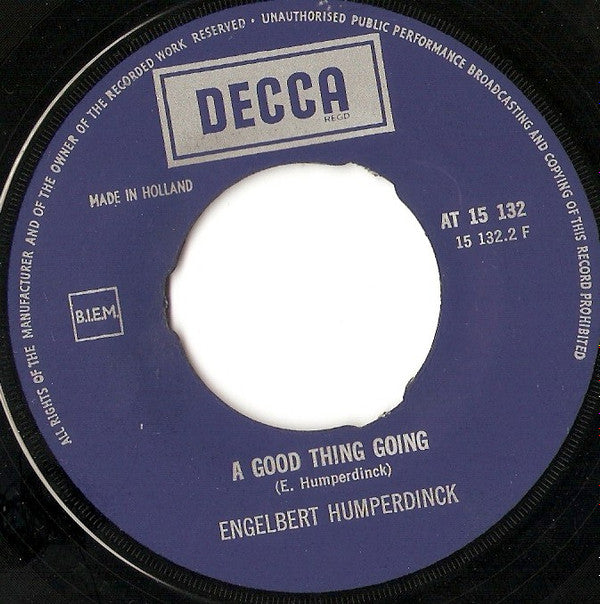 ALL RIGHTS OF THE MANUFACTURER AND OF THE OWNER OF THE RECORDED WORK RESERVED · UNAUTHORISED PUBLIC PERFORMANCE BROADCASTING AND COPYING OF THIS RECORD PROHIBITED
DECCA
REGD
MADE IN HOLLAND
AT 15 132
15 132.2 F
B.I.E.M.
A GOOD THING GOING
(E. Humperdinck)
ENGELBERT HUMPERDINCK